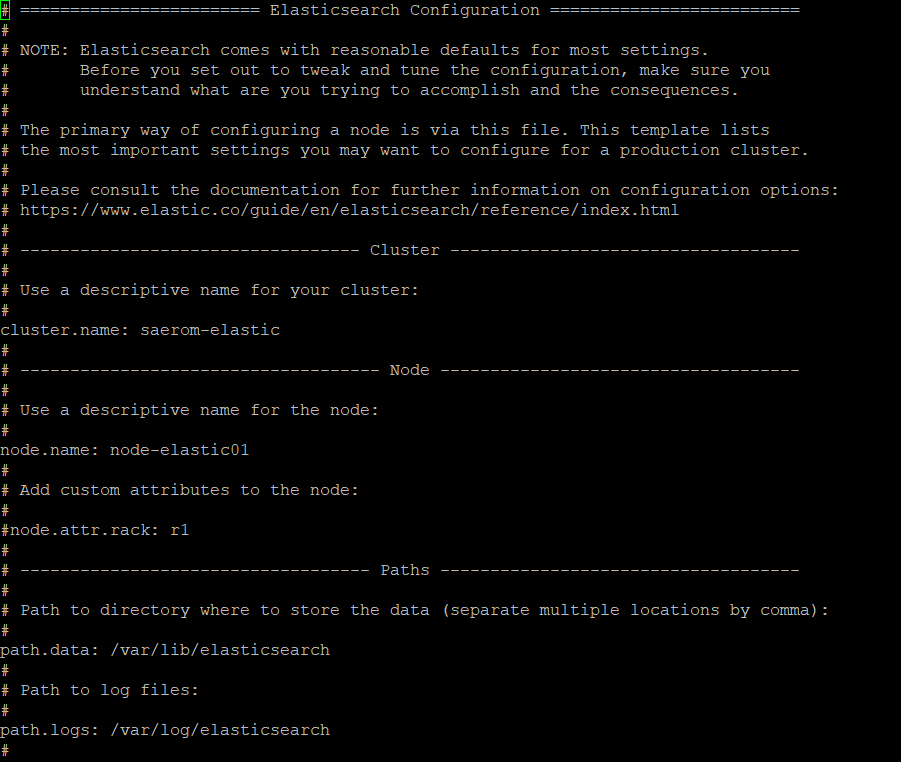 # ======================== Elasticsearch Configuration =========================
#
# NOTE: Elasticsearch comes with reasonable defaults for most settings.
#       Before you set out to tweak and tune the configuration, make sure you
#       understand what are you trying to accomplish and the consequences.
#
# The primary way of configuring a node is via this file. This template lists
# the most important settings you may want to configure for a production cluster.
#
# Please consult the documentation for further information on configuration options:
# https://www.elastic.co/guide/en/elasticsearch/reference/index.html
#
# ---------------------------------- Cluster -----------------------------------
#
# Use a descriptive name for your cluster:
#
cluster.name: saerom-elastic
#
# ------------------------------------ Node ------------------------------------
#
# Use a descriptive name for the node:
#
node.name: node-elastic01
#
# Add custom attributes to the node:
#
#node.attr.rack: r1
#
# ----------------------------------- Paths ------------------------------------
#
# Path to directory where to store the data (separate multiple locations by comma):
#
path.data: /var/lib/elasticsearch
#
# Path to log files:
#
path.logs: /var/log/elasticsearch
#